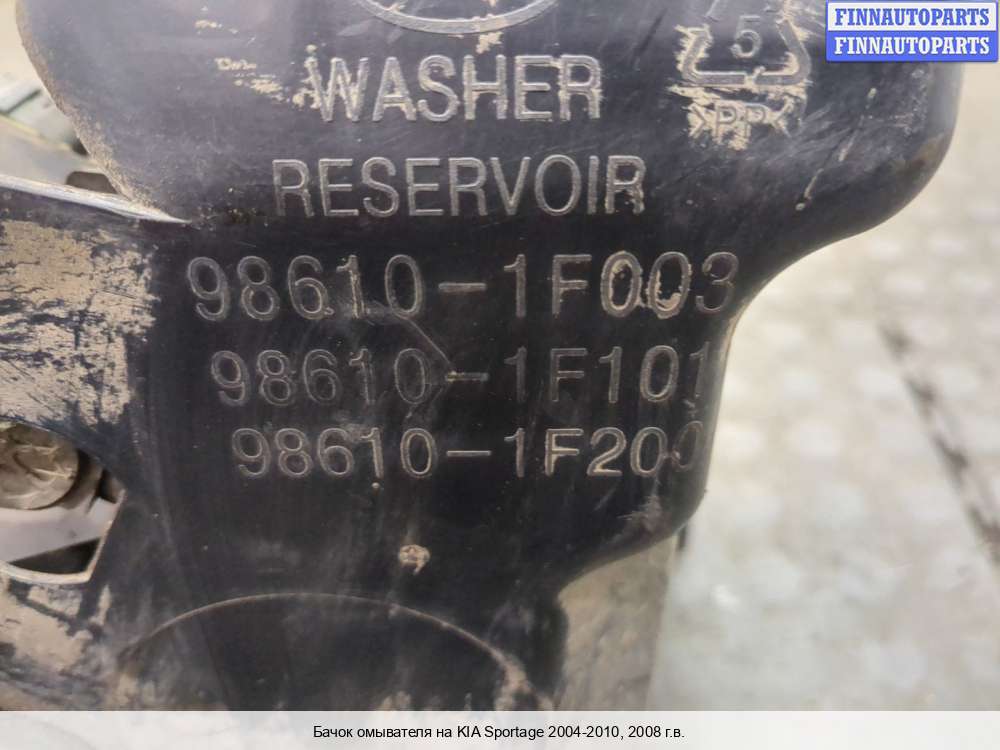 FINNAUTOPARTS
FINNAUTOPARTS
5
>PP<
WASHER
RESERVOIR
98610-1F003
98610-1F101
98610-1F200
Бачок омывателя на KIA Sportage 2004-2010, 2008 г.в.